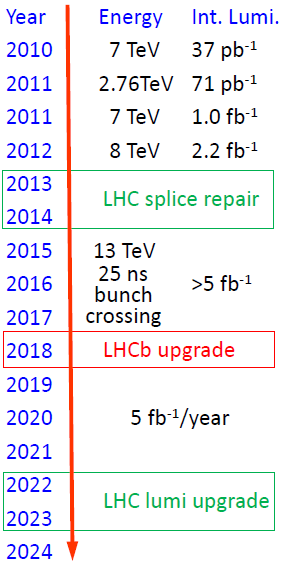 Year Energy Int. Lumi.
2010 7 TeV 37 pb⁻¹
2011 2.76TeV 71 pb⁻¹
2011 7 TeV 1.0 fb⁻¹
2012 8 TeV 2.2 fb⁻¹
2013
LHC splice repair
2014
2015 13 TeV
2016 25 ns >5 fb⁻¹
bunch
2017 crossing
2018 LHCb upgrade
2019
2020 5 fb⁻¹/year
2021
2022
LHC lumi upgrade
2023
2024